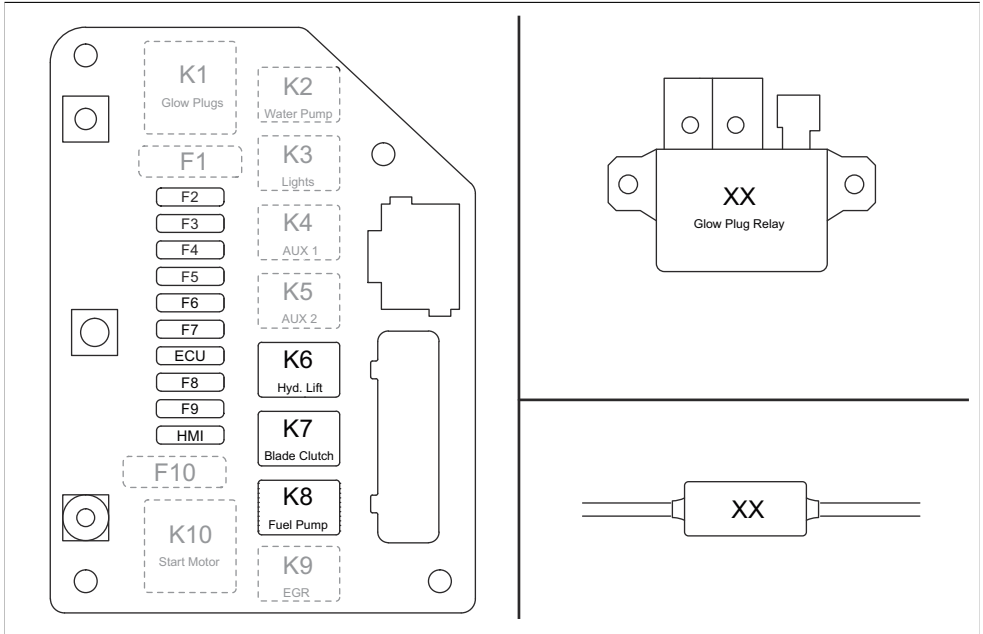 K1
Glow Plugs
F1
F2
F3
F4
F5
F6
F7
ECU
F8
F9
HMI
F10
K10
Start Motor
K2
Water Pump
K3
Lights
K4
AUX 1
K5
AUX 2
K6
Hyd. Lift
K7
Blade Clutch
K8
Fuel Pump
K9
EGR
XX
Glow Plug Relay
XX